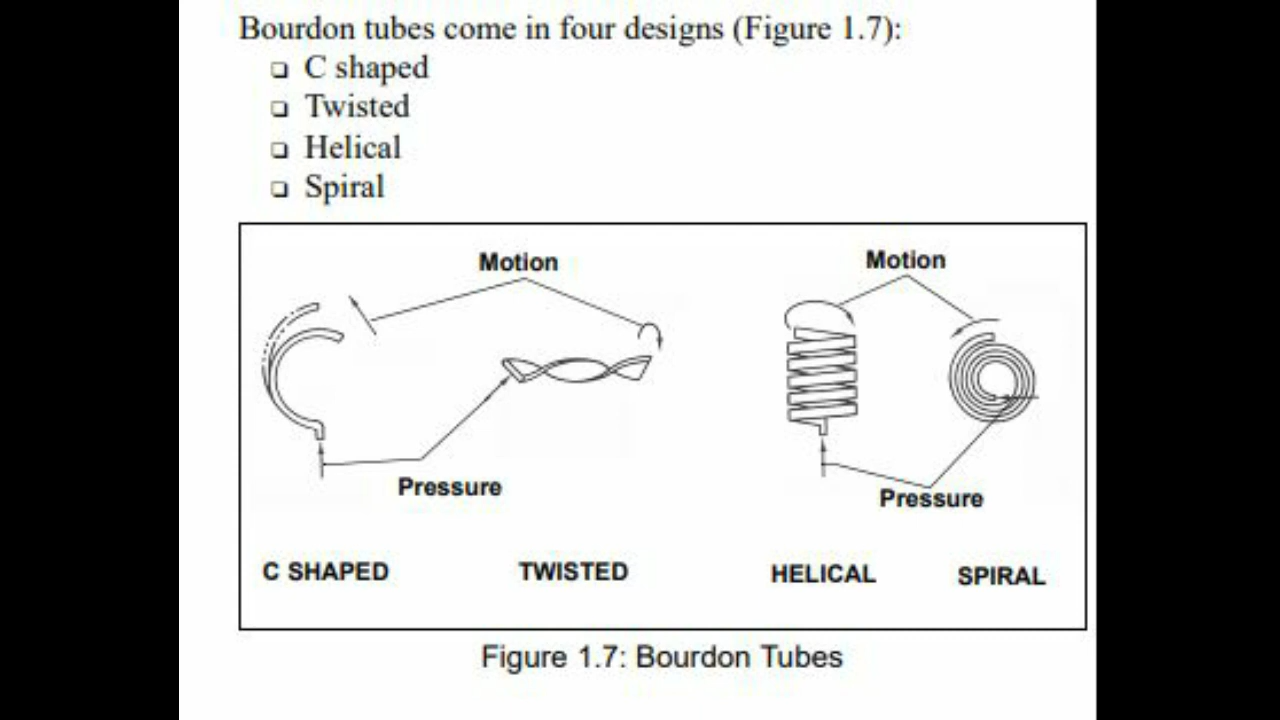 Bourdon tubes come in four designs (Figure 1.7):
❑ C shaped
❑ Twisted
❑ Helical
❑ Spiral
Motion
Motion
Pressure
Pressure
C SHAPED
TWISTED
HELICAL
SPIRAL
Figure 1.7: Bourdon Tubes